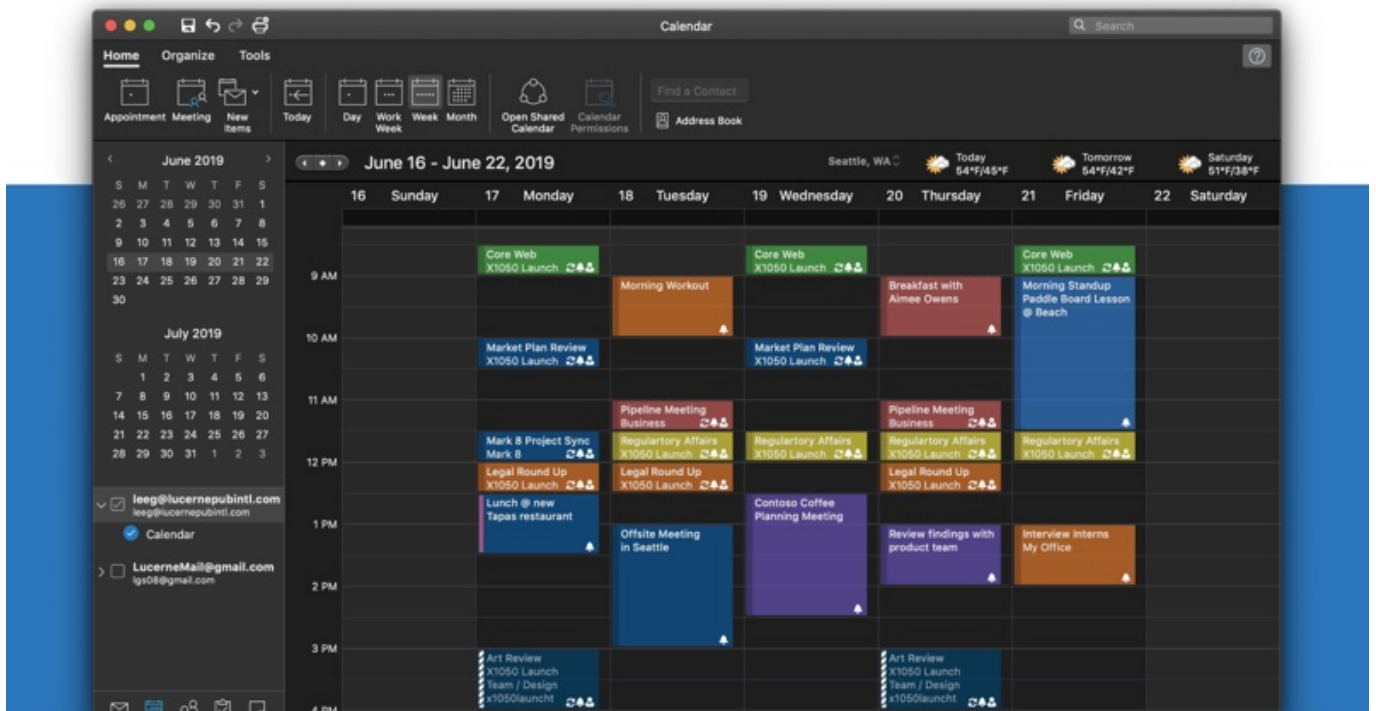 Calendar
Search
Home Organize Tools
Appointment Meeting New Items Today Day Work Week Week Month Open Shared Calendar Calendar Permissions
Find a Contact
Address Book
June 2019
S M T W T F S
26 27 28 29 30 31 1
2 3 4 5 6 7 8
9 10 11 12 13 14 15
16 17 18 19 20 21 22
23 24 25 26 27 28 29
30
July 2019
S M T W T F S
1 2 3 4 5 6
7 8 9 10 11 12 13
14 15 16 17 18 19 20
21 22 23 24 25 26 27
28 29 30 31 1 2 3
leeg@lucernepubintl.com
leeg@lucernepubintl.com
Calendar
LucerneMail@gmail.com
lgs08@gmail.com
June 16 - June 22, 2019
Seattle, WA
Today
54°F/45°F
Tomorrow
54°F/42°F
Saturday
51°F/38°F
16 Sunday 17 Monday 18 Tuesday 19 Wednesday 20 Thursday 21 Friday 22 Saturday
9 AM
10 AM
11 AM
12 PM
1 PM
2 PM
3 PM
4 PM
Core Web
X1050 Launch
Market Plan Review
X1050 Launch
Mark 8 Project Sync
Mark 8
Legal Round Up
X1050 Launch
Lunch @ new
Tapas restaurant
Art Review
X1050 Launch
Team / Design
x1050launcht
Morning Workout
Pipeline Meeting
Business
Regulartory Affairs
X1050 Launch
Legal Round Up
X1050 Launch
Offsite Meeting
in Seattle
Core Web
X1050 Launch
Market Plan Review
X1050 Launch
Regulartory Affairs
X1050 Launch
Contoso Coffee
Planning Meeting
Breakfast with
Aimee Owens
Pipeline Meeting
Business
Regulartory Affairs
X1050 Launch
Legal Round Up
X1050 Launch
Review findings with
product team
Art Review
X1050 Launch
Team / Design
x1050launcht
Core Web
X1050 Launch
Morning Standup
Paddle Board Lesson
@ Beach
Regulartory Affairs
X1050 Launch
Interview Interns
My Office